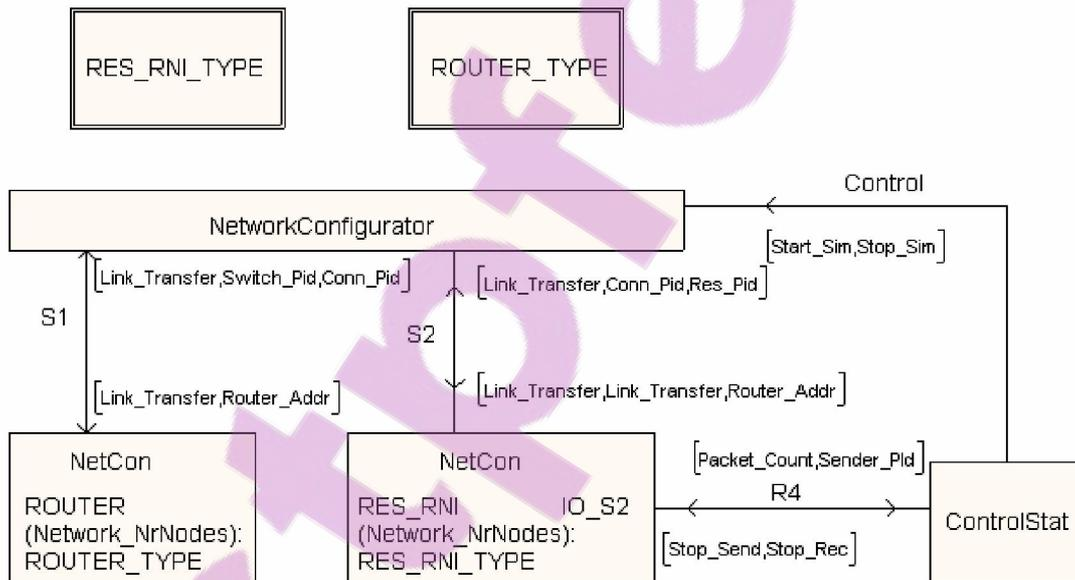 RES_RNI_TYPE
ROUTER_TYPE
Control
NetworkConfigurator
[Start_Sim,Stop_Sim]
[Link_Transfer,Switch_Pid,Conn_Pid]
[Link_Transfer,Conn_Pid,Res_Pid]
S1
S2
[Link_Transfer,Router_Addr]
[Link_Transfer,Link_Transfer,Router_Addr]
NetCon
ROUTER
(Network_NrNodes):
ROUTER_TYPE
NetCon
RES_RNI IO_S2
(Network_NrNodes):
RES_RNI_TYPE
[Packet_Count,Sender_PId]
R4
[Stop_Send,Stop_Rec]
ControlStat